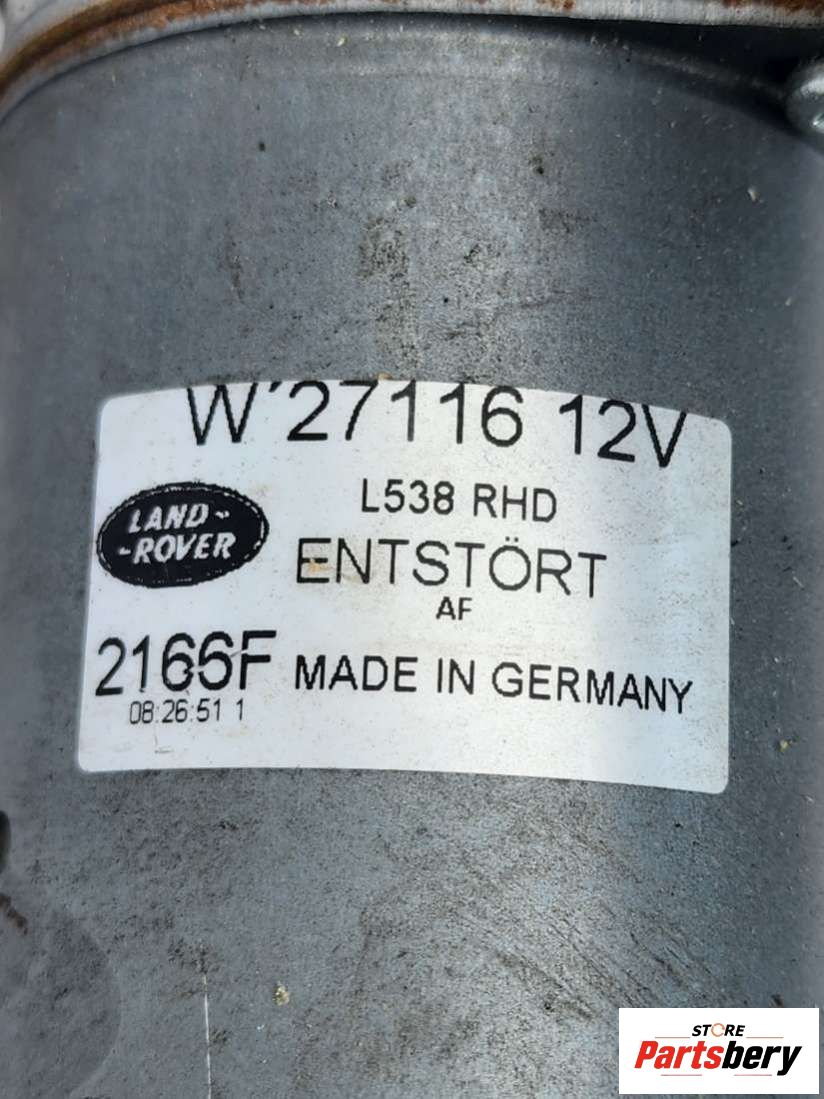 W'27116 12V
L538 RHD
LAND-
-ROVER
ENTSTÖRT
AF
2166F MADE IN GERMANY
08:26:51 1
STORE
Partsbery